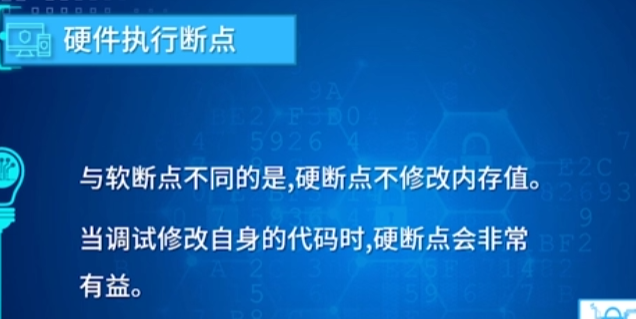 硬件执行断点
与软断点不同的是,硬断点不修改内存值。
当调试修改自身的代码时,硬断点会非常
有益。